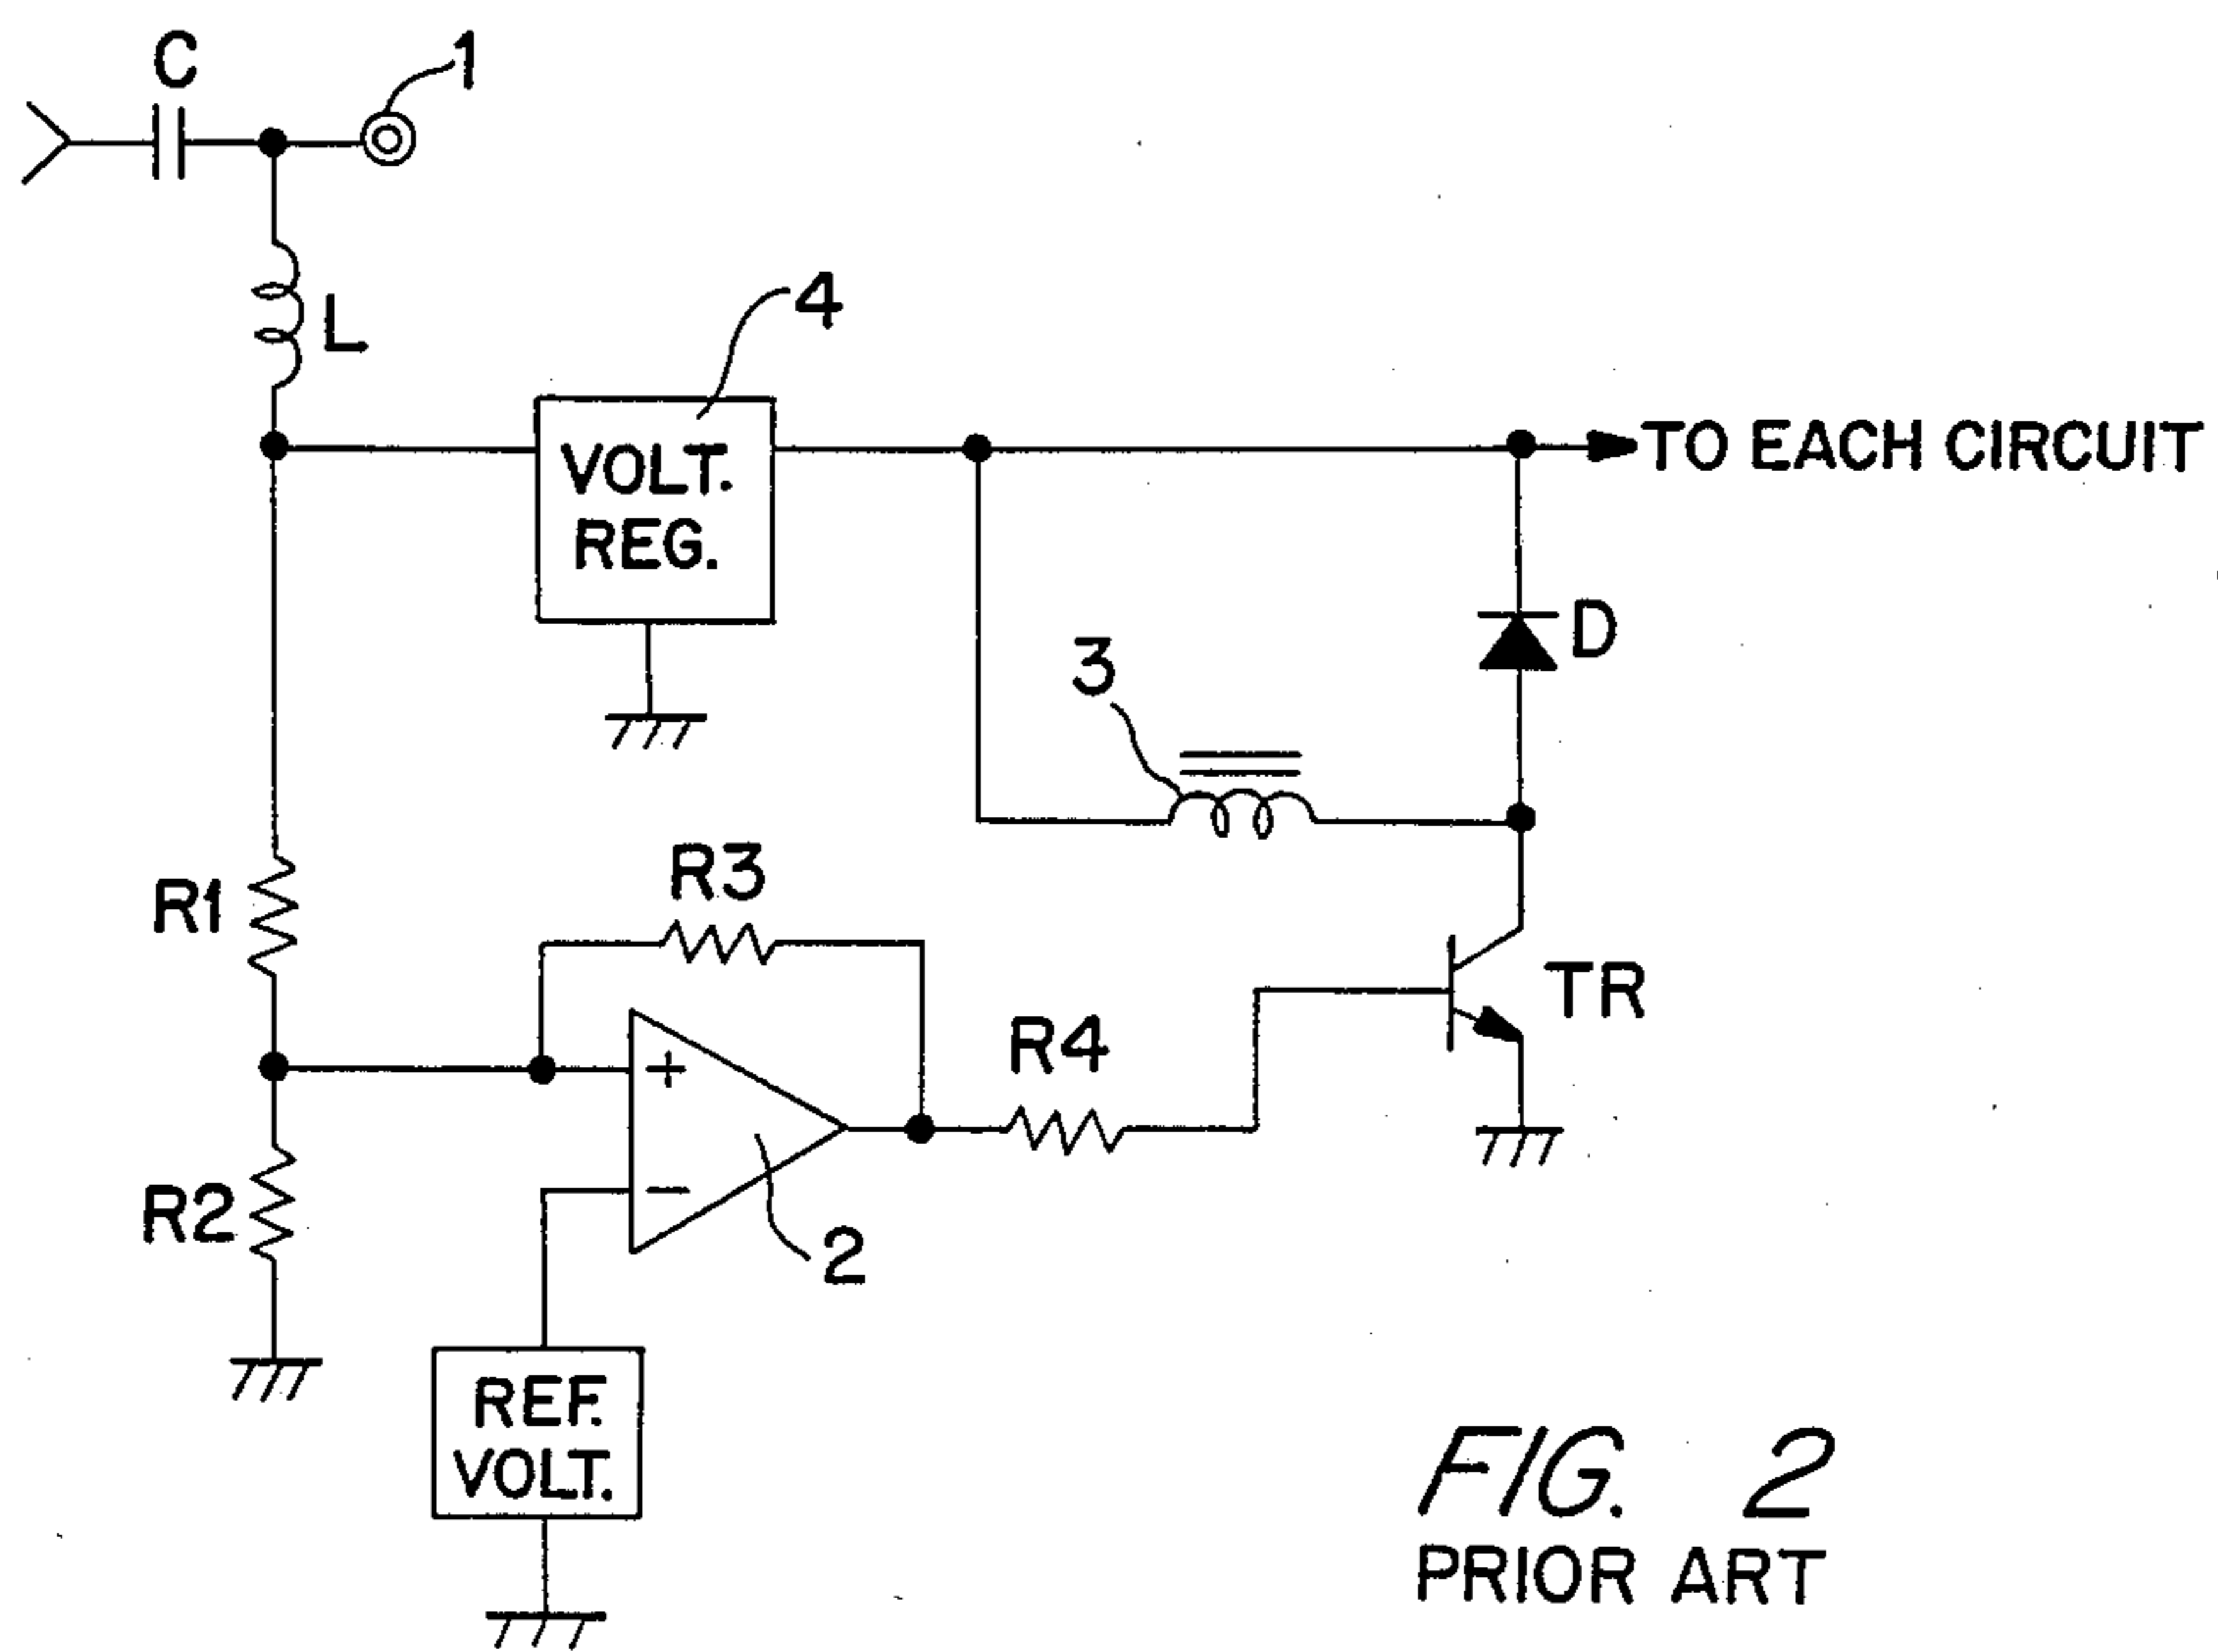 C
1
L
4
VOLT.
REG.
TO EACH CIRCUIT
D
3
R1
R3
TR
R4
+
−
R2
2
REF.
VOLT.
FIG. 2
PRIOR ART